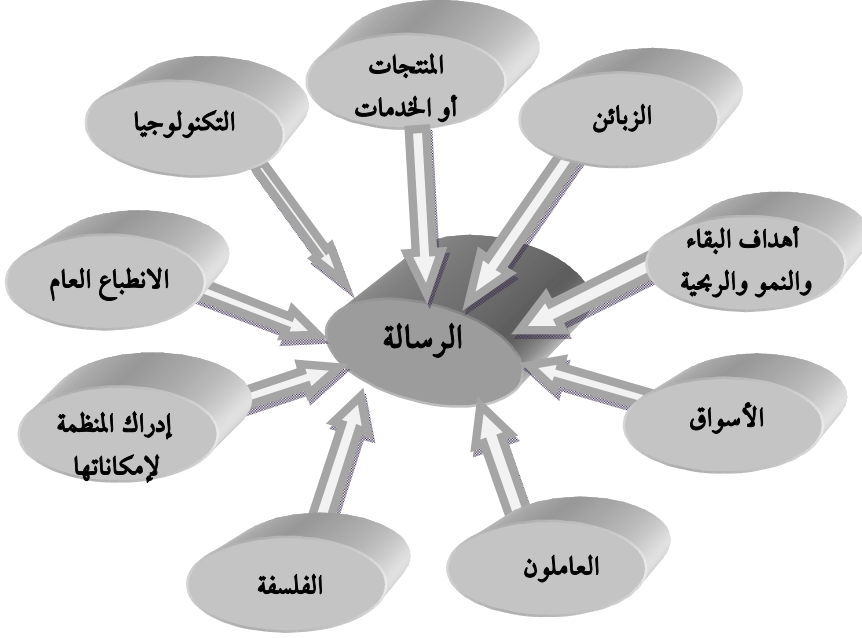 المنتجات
أو الخدمات
الزبائن
التكنولوجيا
أهداف البقاء
والنمو والربحية
الانطباع العام
الرسالة
الأسواق
إدراك المنظمة
لإمكاناتها
العاملون
الفلسفة